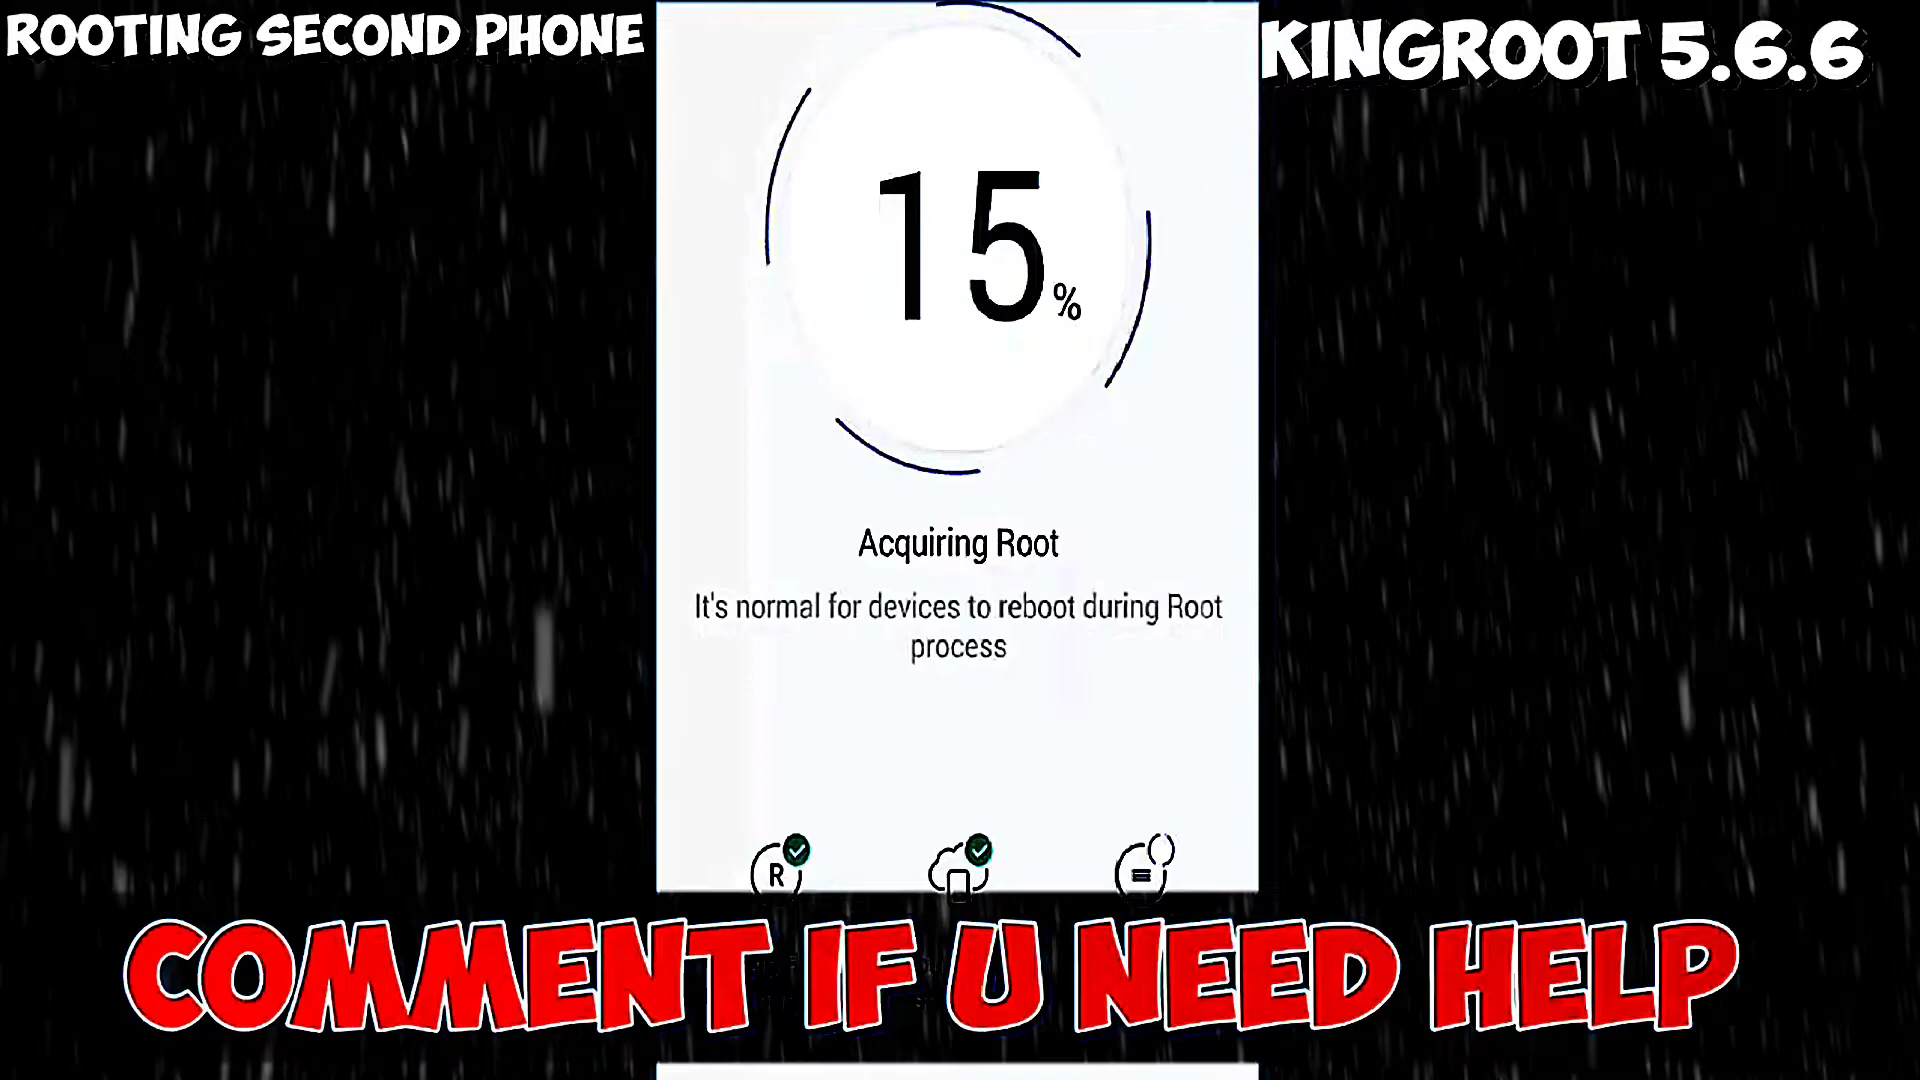 ROOTING SECOND PHONE
KINGROOT 5.6.6
15%
Acquiring Root
It's normal for devices to reboot during Root
process
R
COMMENT IF U NEED HELP